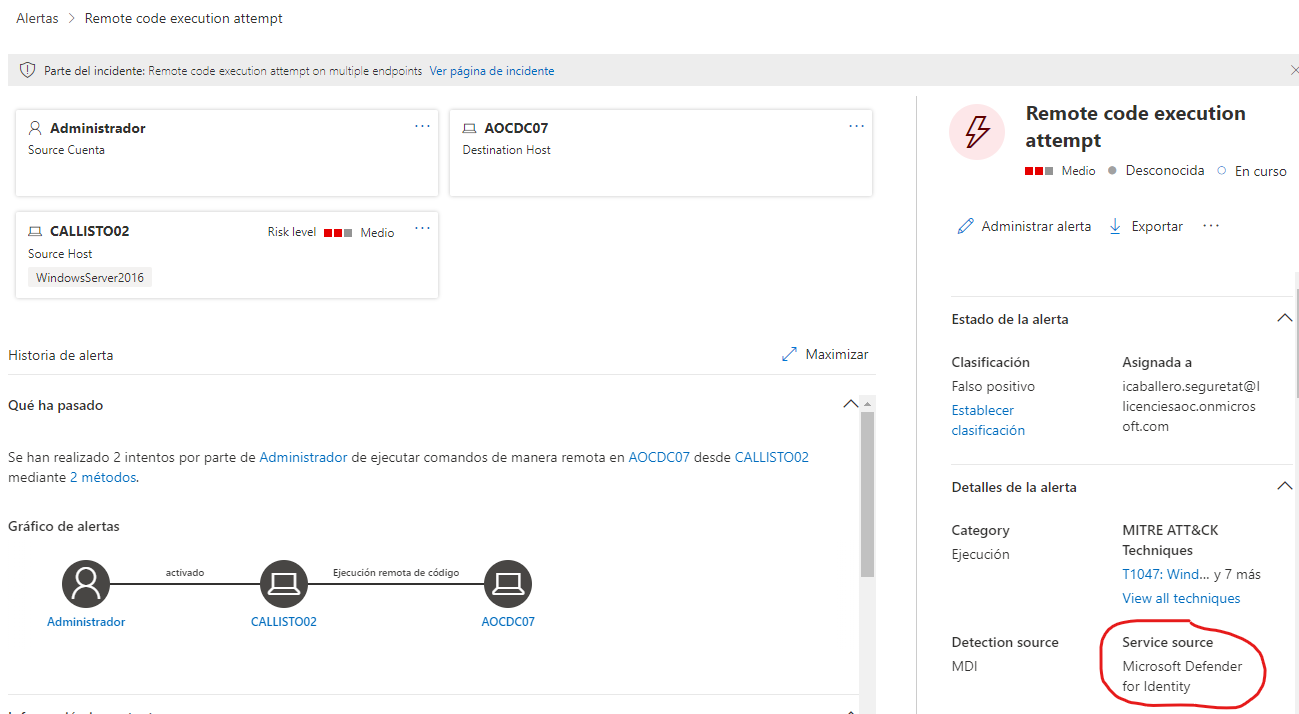 Alertas > Remote code execution attempt
Parte del incidente: Remote code execution attempt on multiple endpoints Ver página de incidente
Administrador
Source Cuenta
AOCDC07
Destination Host
CALLISTO02
Risk level Medio
Source Host
WindowsServer2016
Historia de alerta
Maximizar
Qué ha pasado
Se han realizado 2 intentos por parte de Administrador de ejecutar comandos de manera remota en AOCDC07 desde CALLISTO02
mediante 2 métodos.
Gráfico de alertas
activado
Ejecución remota de código
Administrador
CALLISTO02
AOCDC07
Remote code execution
attempt
Medio Desconocida En curso
Administrar alerta Exportar ...
Estado de la alerta
Clasificación
Falso positivo
Establecer
clasificación
Asignada a
icaballero.seguretat@l
licenciesaoc.onmicros
oft.com
Detalles de la alerta
Category
Ejecución
MITRE ATT&CK
Techniques
T1047: Wind... y 7 más
View all techniques
Detection source
MDI
Service source
Microsoft Defender
for Identity